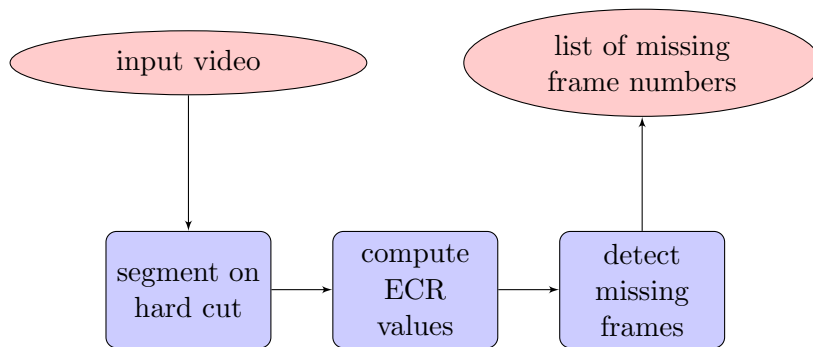 input video
list of missing
frame numbers
segment on
hard cut
compute
ECR
values
detect
missing
frames